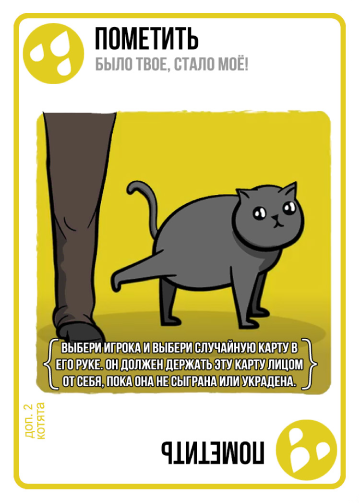 ПОМЕТИТЬ
БЫЛО ТВОЕ, СТАЛО МОЁ!
ВЫБЕРИ ИГРОКА И ВЫБЕРИ СЛУЧАЙНУЮ КАРТУ В
ЕГО РУКЕ. ОН ДОЛЖЕН ДЕРЖАТЬ ЭТУ КАРТУ ЛИЦОМ
ОТ СЕБЯ, ПОКА ОНА НЕ СЫГРАНА ИЛИ УКРАДЕНА.
доп. 2
котята
ПОМЕТИТЬ